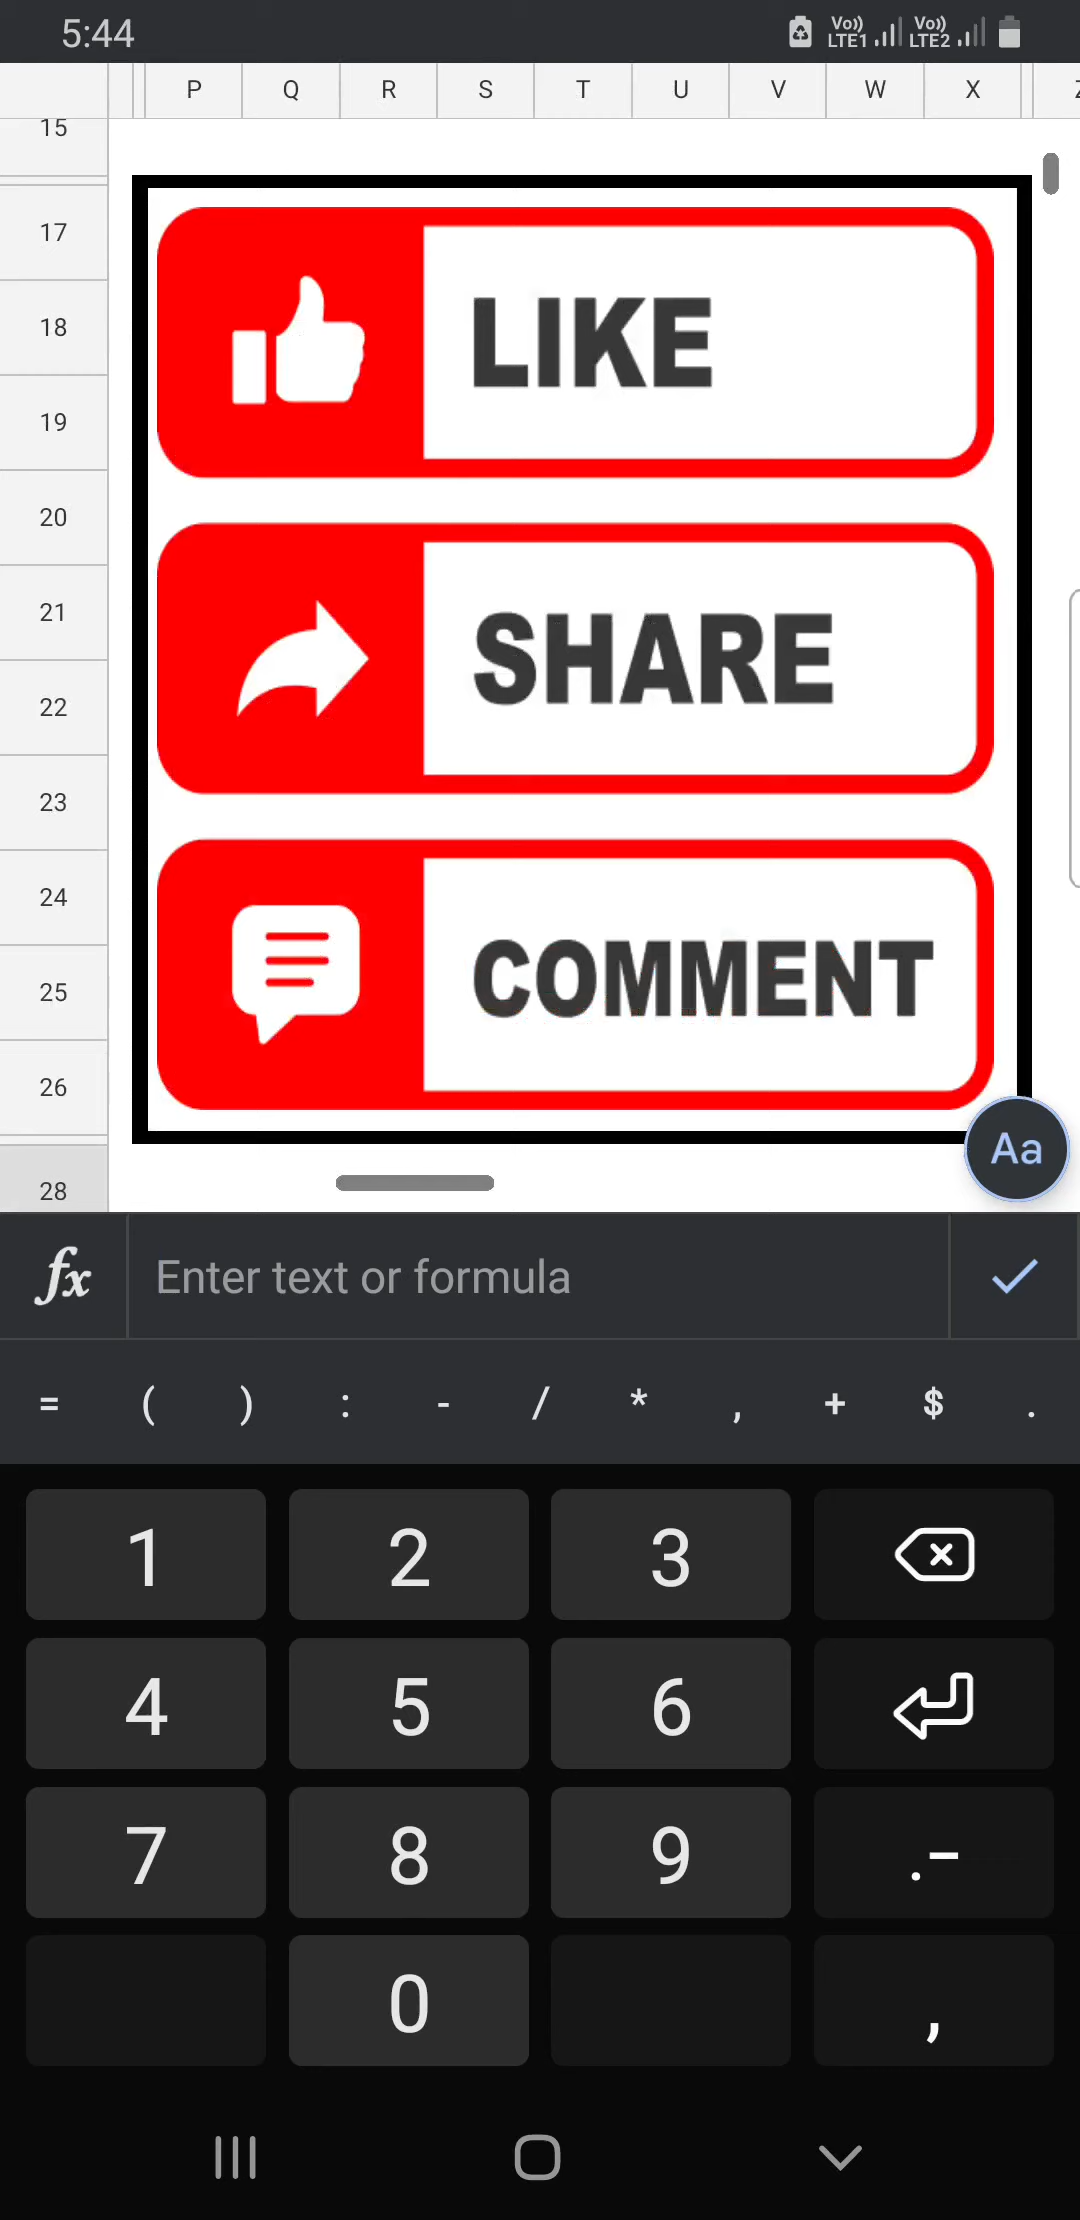 5:44
Vo)) LTE1 Vo)) LTE2
P Q R S T U V W X
15
17
LIKE
18
19
20
21
SHARE
22
23
24
25
COMMENT
26
Aa
28
fx Enter text or formula
= ( ) : - / * , + $ .
1 2 3
4 5 6
7 8 9 .-
0 ,